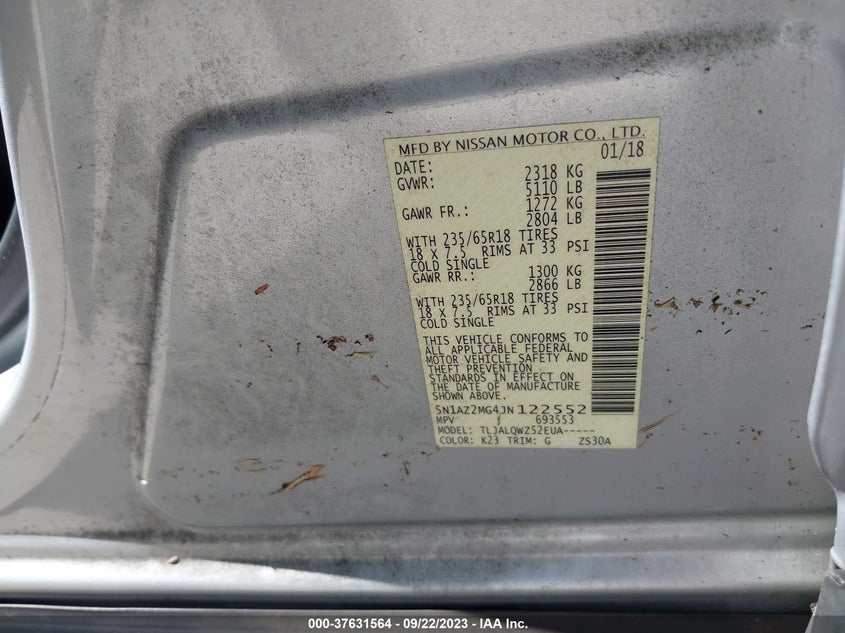 MFD BY NISSAN MOTOR CO., LTD.
DATE: 01/18
GVWR: 2318 KG
5110 LB
GAWR FR.: 1272 KG
2804 LB
WITH 235/65R18 TIRES
18 X 7.5 RIMS AT 33 PSI
COLD SINGLE
GAWR RR.: 1300 KG
2866 LB
WITH 235/65R18 TIRES
18 X 7.5 RIMS AT 33 PSI
COLD SINGLE
THIS VEHICLE CONFORMS TO
ALL APPLICABLE FEDERAL
MOTOR VEHICLE SAFETY AND
THEFT PREVENTION
STANDARDS IN EFFECT ON
THE DATE OF MANUFACTURE
SHOWN ABOVE.
5N1AZ2MG4JN122552
MPV J 693553
MODEL: TLJALQWZ52EUA-----
COLOR: K23 TRIM: G ZS30A
000-37631564 - 09/22/2023 - IAA Inc.